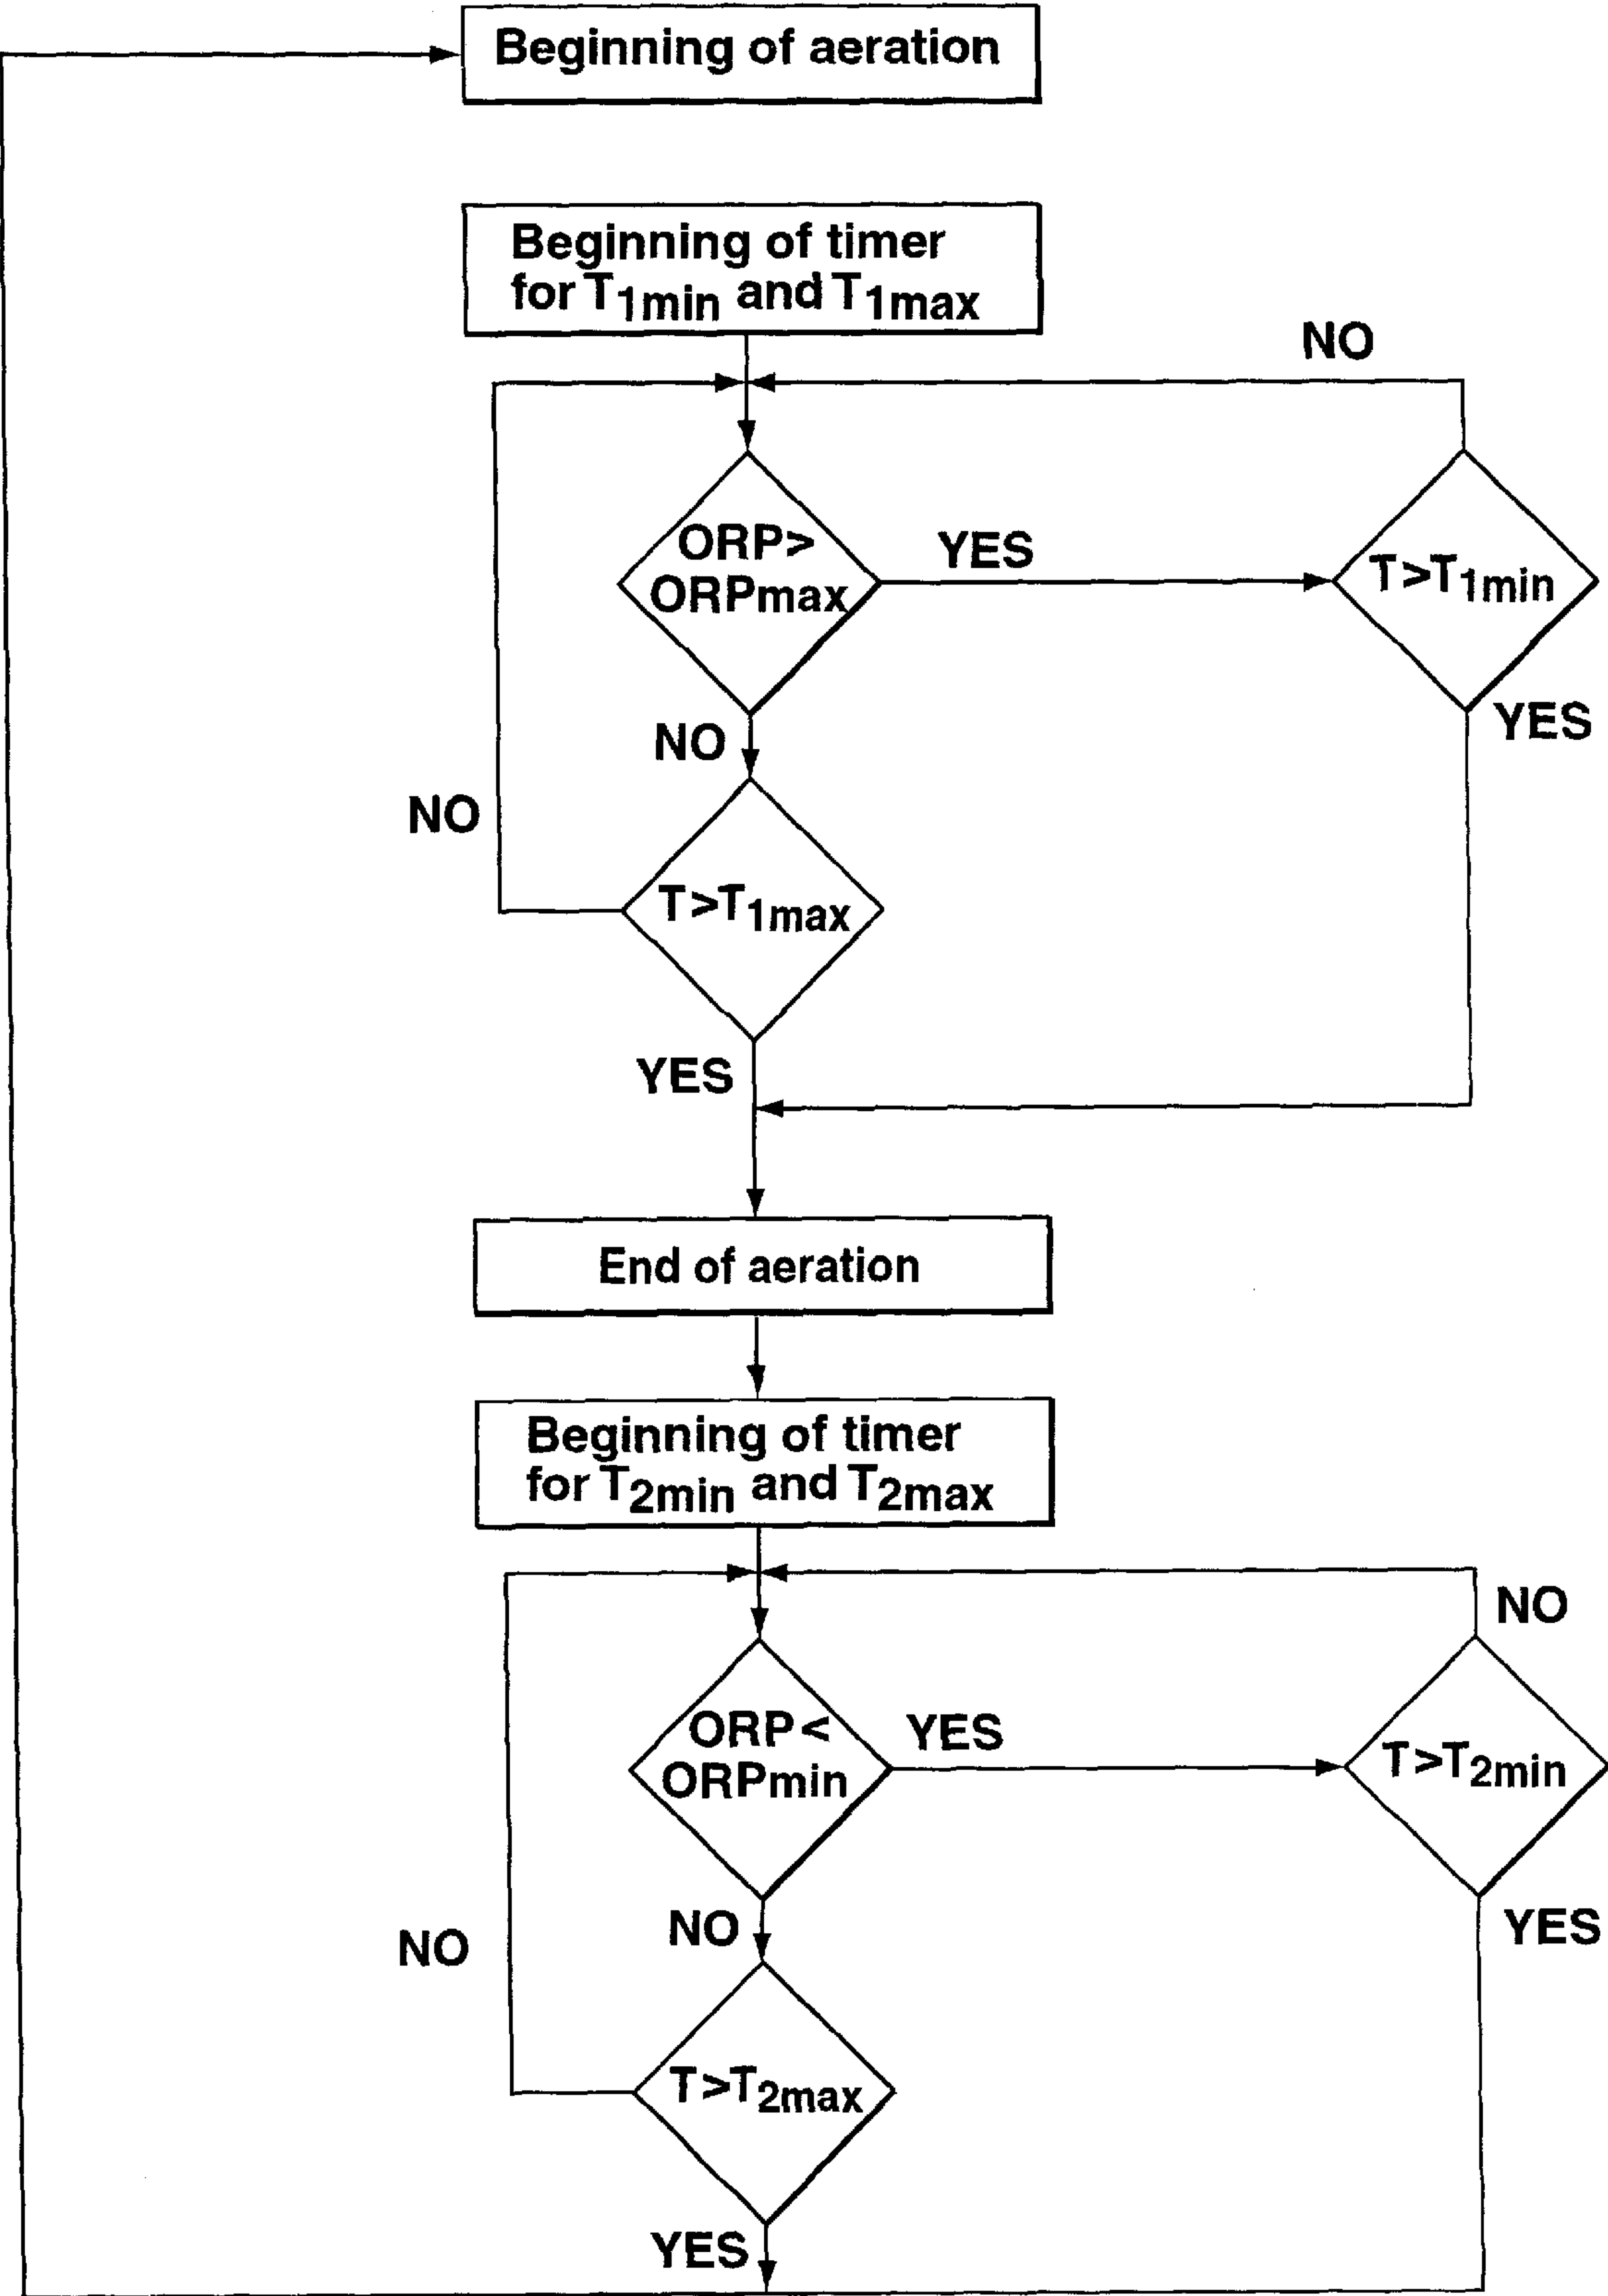 Beginning of aeration
Beginning of timer
for T1min and T1max
NO
ORP>
ORPmax
YES
T>T1min
NO
YES
NO
T>T1max
YES
End of aeration
Beginning of timer
for T2min and T2max
NO
ORP<
ORPmin
YES
T>T2min
NO
YES
NO
T>T2max
YES